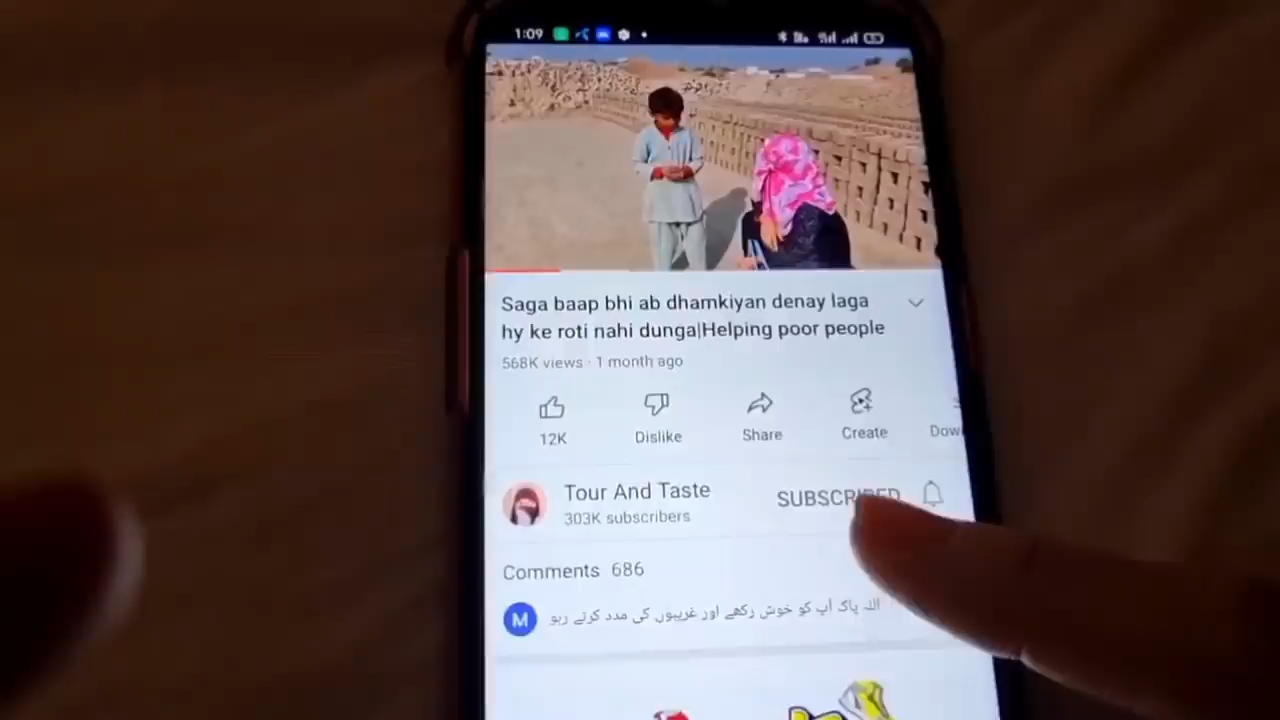 1:09
Saga baap bhi ab dhamkiyan denay laga
hy ke roti nahi dunga|Helping poor people
568K views · 1 month ago
12K
Dislike
Share
Create
Dow
Tour And Taste
SUBSCRIBED
303K subscribers
Comments 686
M
اللہ پاک آپ کو خوش رکھے اور غریبوں کی مدد کرتے رہو